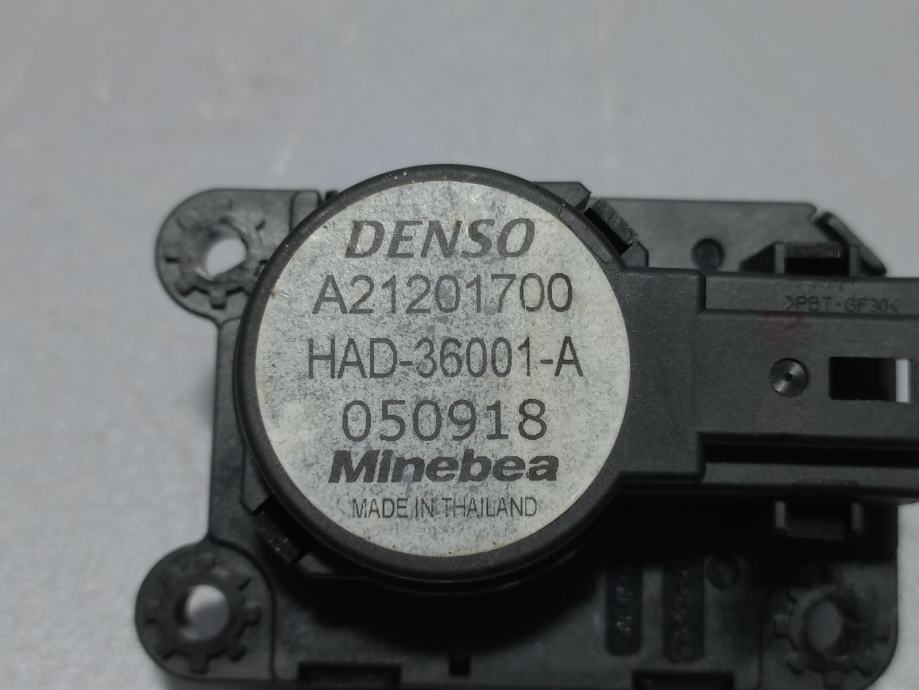 DENSO
A21201700
HAD-36001-A
>PBT-GF30<
050918
Minebea
MADE IN THAILAND